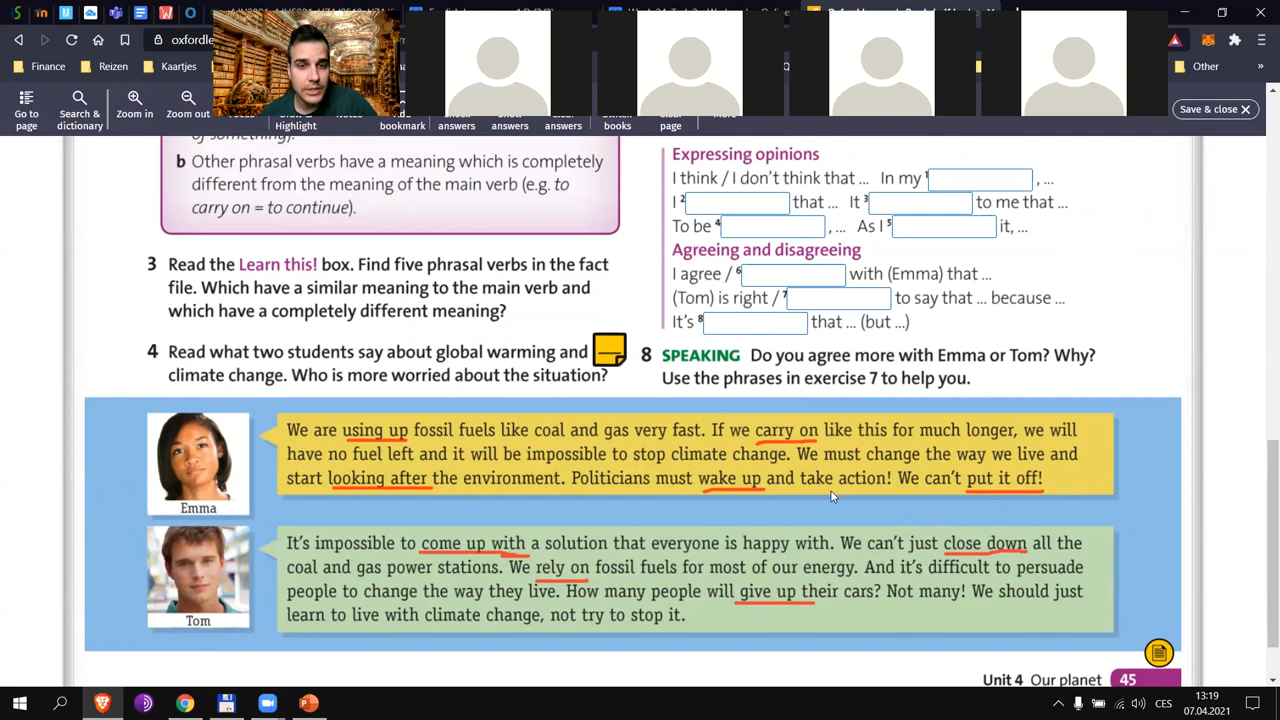 oxfordle
Finance
Reizen
Kaartjes
Other
Go to page
Search & dictionary
Zoom in
Zoom out
Highlight
bookmark
answers
answers
answers
books
page
Save & close
of something).
b Other phrasal verbs have a meaning which is completely
different from the meaning of the main verb (e.g. to
carry on = to continue).
3 Read the Learn this! box. Find five phrasal verbs in the fact
file. Which have a similar meaning to the main verb and
which have a completely different meaning?
4 Read what two students say about global warming and
climate change. Who is more worried about the situation?
Expressing opinions
I think / I don't think that ... In my 1 , ...
I 2 that ... It 3 to me that ...
To be 4 , ... As I 5 it, ...
Agreeing and disagreeing
I agree / 6 with (Emma) that ...
(Tom) is right / 7 to say that ... because ...
It's 8 that ... (but ...)
8 SPEAKING Do you agree more with Emma or Tom? Why?
Use the phrases in exercise 7 to help you.
We are using up fossil fuels like coal and gas very fast. If we carry on like this for much longer, we will
have no fuel left and it will be impossible to stop climate change. We must change the way we live and
start looking after the environment. Politicians must wake up and take action! We can't put it off!
Emma
It's impossible to come up with a solution that everyone is happy with. We can't just close down all the
coal and gas power stations. We rely on fossil fuels for most of our energy. And it's difficult to persuade
people to change the way they live. How many people will give up their cars? Not many! We should just
learn to live with climate change, not try to stop it.
Tom
Unit 4 Our planet 45
CES
13:19
07.04.2021